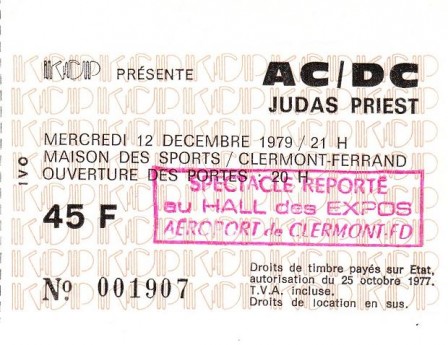 KCP PRÉSENTE
AC/DC
JUDAS PRIEST
MERCREDI 12 DECEMBRE 1979 / 21 H
MAISON DES SPORTS / CLERMONT-FERRAND
OUVERTURE DES PORTES : 20 H.
IVO
45 F
SPECTACLE REPORTÉ
au HALL des EXPOS
AÉROPORT de CLERMONT-FD
Nº 001907
Droits de timbre payés sur Etat,
autorisation du 25 octobre 1977.
T.V.A. incluse.
Droits de location en sus.